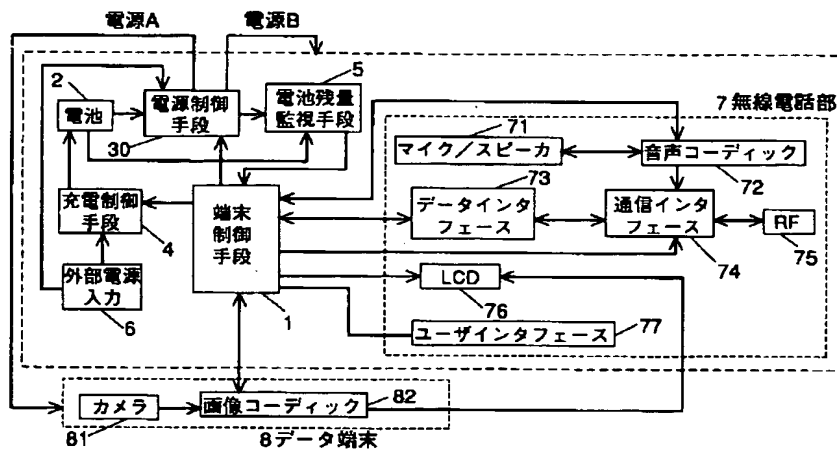 電源A
電源B
2
電池
電源制御
手段
30
5
電池残量
監視手段
7無線電話部
71
マイク／スピーカ
音声コーディック
72
73
データインタ
フェース
通信インタ
フェース
74
RF
75
充電制御
手段
4
端末
制御
手段
1
外部電源
入力
6
LCD
76
ユーザインタフェース
77
カメラ
81
画像コーディック
82
8データ端末